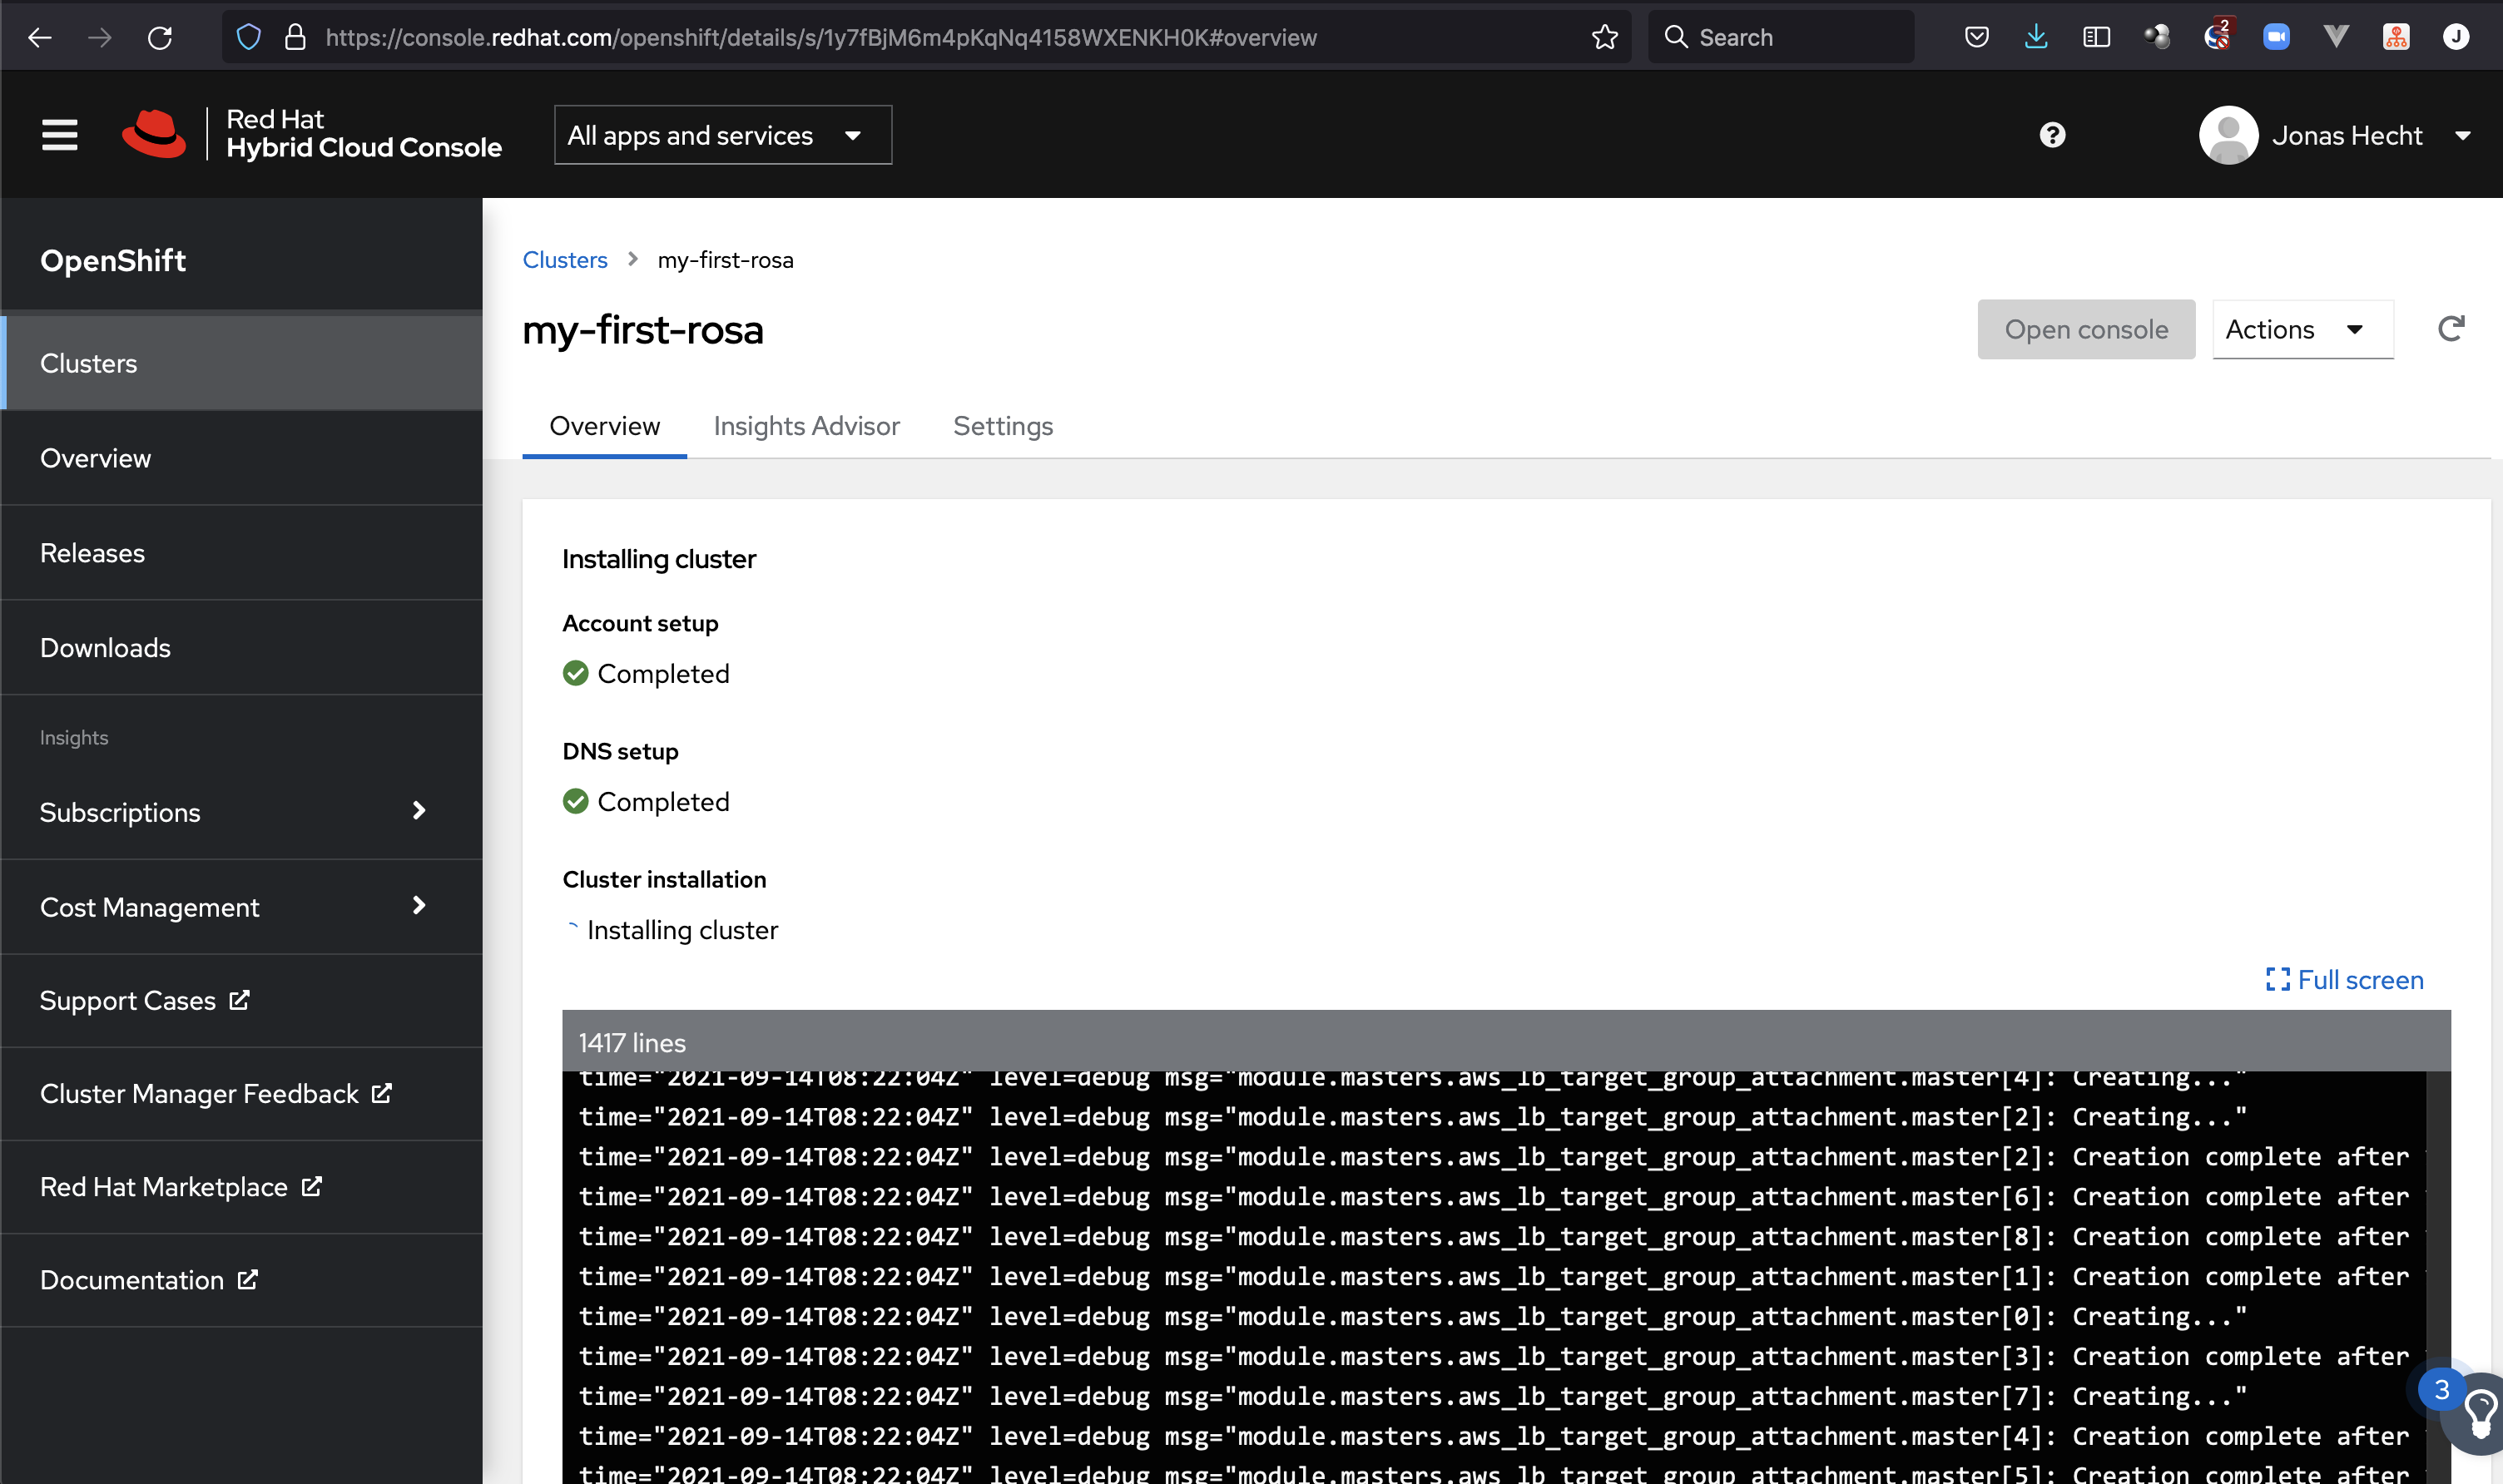 https://console.redhat.com/openshift/details/s/1y7fBjM6m4pKqNq4158WXENKH0K#overview
Search
2
J
Red Hat
Hybrid Cloud Console
All apps and services
Jonas Hecht
OpenShift
Clusters
Overview
Releases
Downloads
Insights
Subscriptions
Cost Management
Support Cases
Cluster Manager Feedback
Red Hat Marketplace
Documentation
Clusters > my-first-rosa
my-first-rosa
Open console
Actions
Overview
Insights Advisor
Settings
Installing cluster
Account setup
Completed
DNS setup
Completed
Cluster installation
Installing cluster
Full screen
1417 lines
time="2021-09-14T08:22:04Z" level=debug msg="module.masters.aws_lb_target_group_attachment.master[4]: Creating..."
time="2021-09-14T08:22:04Z" level=debug msg="module.masters.aws_lb_target_group_attachment.master[2]: Creating..."
time="2021-09-14T08:22:04Z" level=debug msg="module.masters.aws_lb_target_group_attachment.master[2]: Creation complete after
time="2021-09-14T08:22:04Z" level=debug msg="module.masters.aws_lb_target_group_attachment.master[6]: Creation complete after
time="2021-09-14T08:22:04Z" level=debug msg="module.masters.aws_lb_target_group_attachment.master[8]: Creation complete after
time="2021-09-14T08:22:04Z" level=debug msg="module.masters.aws_lb_target_group_attachment.master[1]: Creation complete after
time="2021-09-14T08:22:04Z" level=debug msg="module.masters.aws_lb_target_group_attachment.master[0]: Creating..."
time="2021-09-14T08:22:04Z" level=debug msg="module.masters.aws_lb_target_group_attachment.master[3]: Creation complete after
time="2021-09-14T08:22:04Z" level=debug msg="module.masters.aws_lb_target_group_attachment.master[7]: Creating..."
time="2021-09-14T08:22:04Z" level=debug msg="module.masters.aws_lb_target_group_attachment.master[4]: Creation complete after
time="2021-09-14T08:22:04Z" level=debug msg="module.masters.aws_lb_target_group_attachment.master[5]: Creation complete after
3